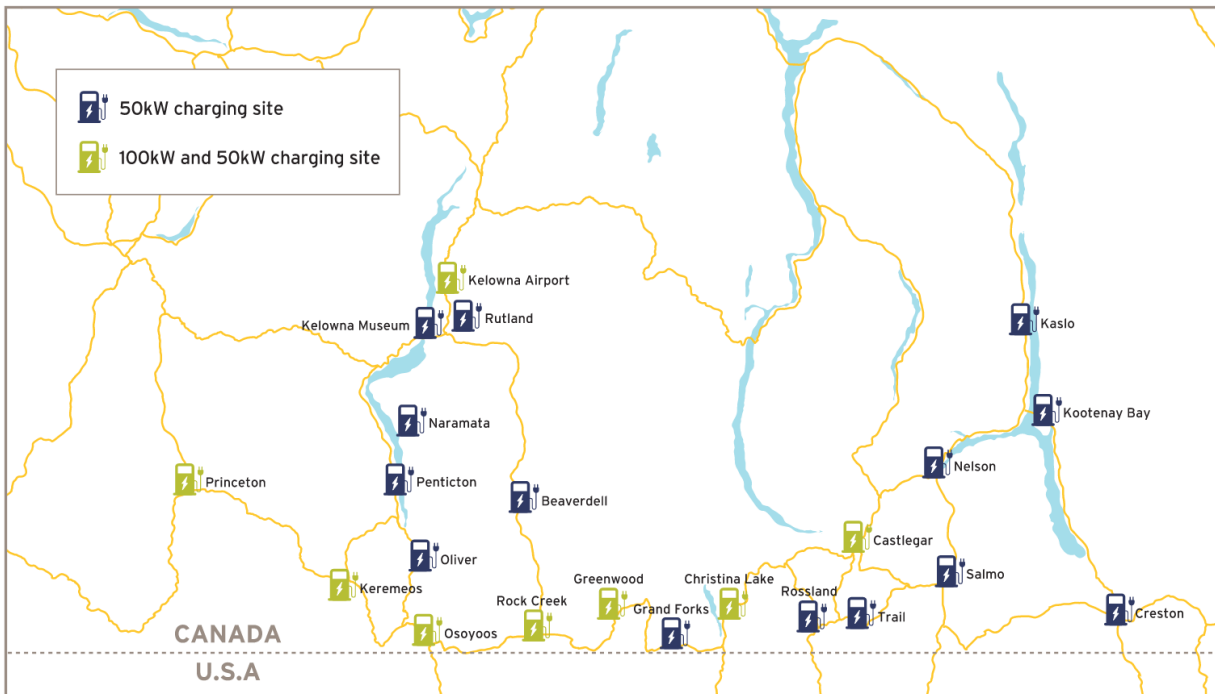 50kW charging site
100kW and 50kW charging site
Kelowna Airport
Kelowna Museum
Rutland
Kaslo
Naramata
Kootenay Bay
Nelson
Princeton
Penticton
Beaverdell
Castlegar
Oliver
Salmo
Keremeos
Greenwood
Christina Lake
Rossland
Rock Creek
Grand Forks
Trail
Creston
Osoyoos
CANADA
U.S.A